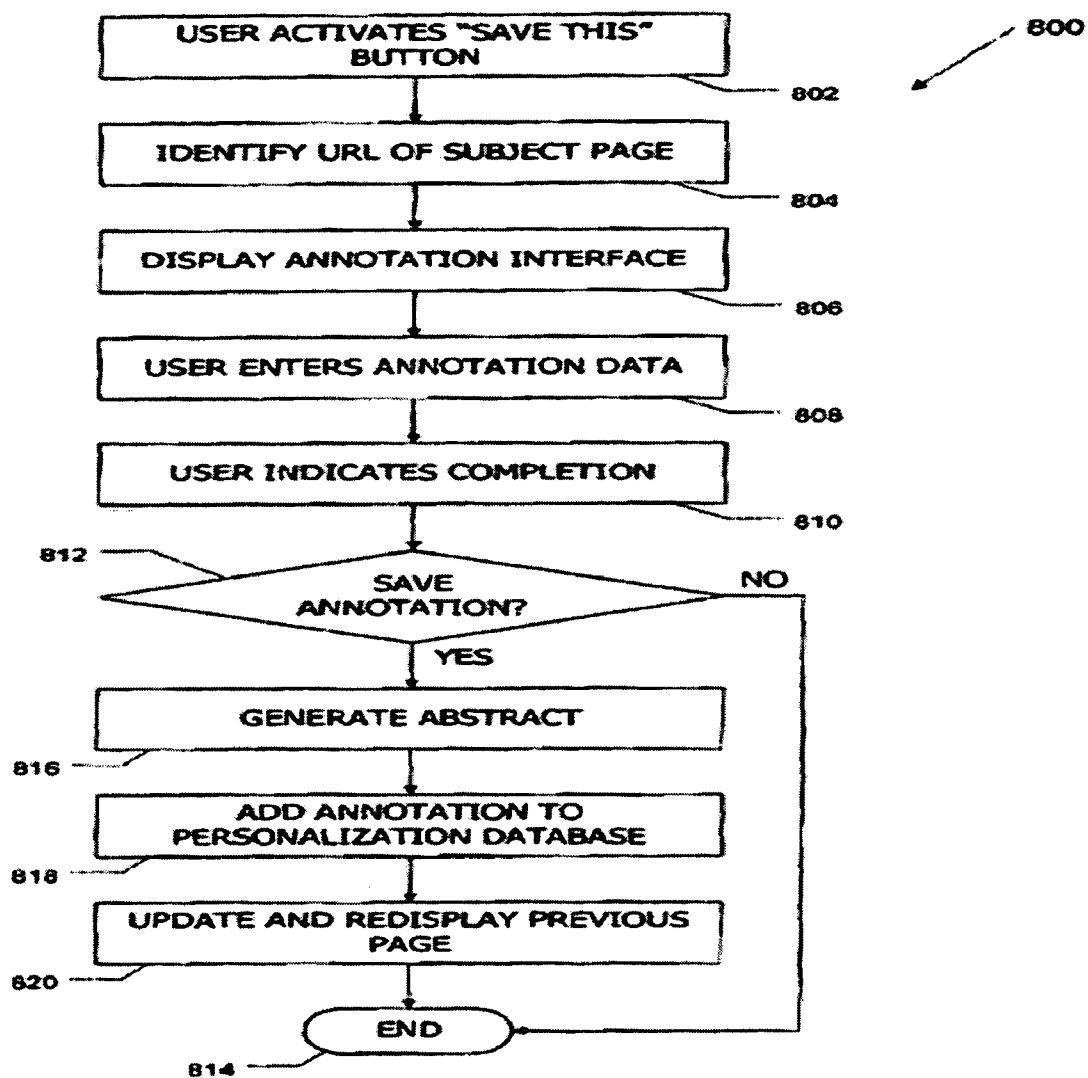 800
USER ACTIVATES “SAVE THIS”
BUTTON
802
IDENTIFY URL OF SUBJECT PAGE
804
DISPLAY ANNOTATION INTERFACE
806
USER ENTERS ANNOTATION DATA
808
USER INDICATES COMPLETION
810
812
SAVE
ANNOTATION?
NO
YES
GENERATE ABSTRACT
816
ADD ANNOTATION TO
PERSONALIZATION DATABASE
818
UPDATE AND REDISPLAY PREVIOUS
PAGE
820
END
814